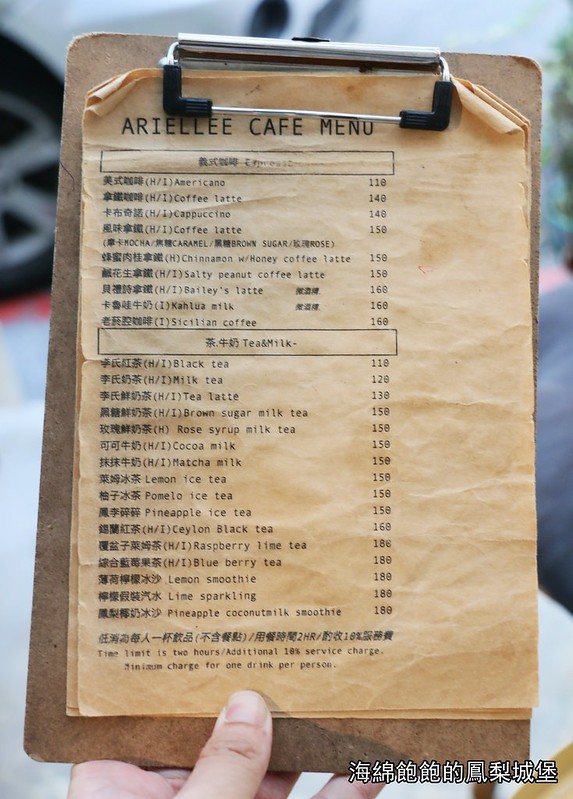 ARIELLEE CAFE MENU
義式咖啡 Espresso-
美式咖啡(H/I)Americano 110
拿鐵咖啡(H/I)Coffee latte 140
卡布奇諾(H/I)Cappuccino 140
風味拿鐵(H/I)Coffee latte 150
(摩卡MOCHA/焦糖CARAMEL/黑糖BROWN SUGAR/玫瑰ROSE)
蜂蜜肉桂拿鐵(H)Chinnamon w/Honey coffee latte 150
鹹花生拿鐵(H/I)Salty peanut coffee latte 150
貝禮詩拿鐵(H/I)Bailey's latte 微酒精. 160
卡魯哇牛奶(I)Kahlua milk 微酒精. 160
老菸腔咖啡(I)Sicilian coffee 160
茶.牛奶 Tea&Milk-
李氏紅茶(H/I)Black tea 110
李氏奶茶(H/I)Milk tea 120
李氏鮮奶茶(H/I)Tea latte 130
黑糖鮮奶茶(H/I)Brown sugar milk tea 150
玫瑰鮮奶茶(H) Rose syrup milk tea 150
可可牛奶(H/I)Cocoa milk 150
抹抹牛奶(H/I)Matcha milk 150
萊姆冰茶 Lemon ice tea 150
柚子冰茶 Pomelo ice tea 150
鳳李碎碎 Pineapple ice tea 150
錫蘭紅茶(H/I)Ceylon Black tea 160
覆盆子萊姆茶(H/I)Raspberry lime tea 180
綜合藍莓果茶(H/I)Blue berry tea 180
薄荷檸檬冰沙 Lemon smoothie 180
檸檬假裝汽水 Lime sparkling 180
鳳梨椰奶冰沙 Pineapple coconutmilk smoothie 180
低消為每人一杯飲品(不含餐點)/用餐時間2HR/酌收10%服務費
Time limit is two hours/Additional 10% service charge.
Minimum charge for one drink per person.
海綿飽飽的鳳梨城堡